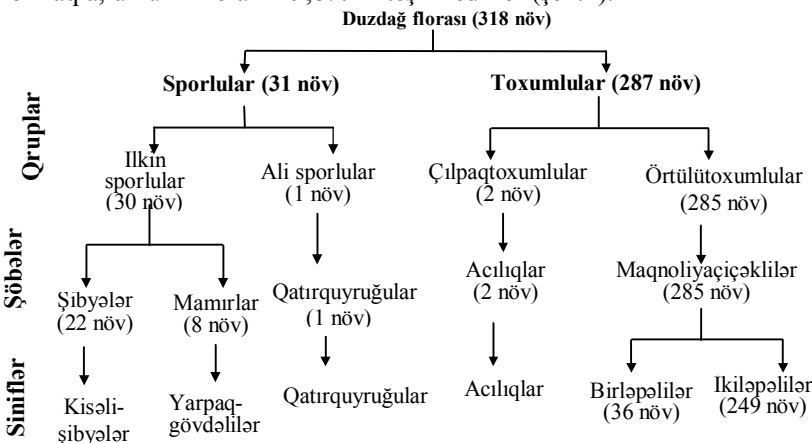 Duzdağ florası (318 növ)
Sporlular (31 növ)
Toxumlular (287 növ)
Qruplar
Ilkin
sporlular
(30 növ)
Ali sporlular
(1 növ)
Çılpaqtoxumlular
(2 növ)
Örtülütoxumlular
(285 növ)
Şöbələr
Şibyələr
(22 növ)
Mamırlar
(8 növ)
Qatırquyruğular
(1 növ)
Acılıqlar
(2 növ)
Maqnoliyaçiçəklilər
(285 növ)
Siniflər
Kisəli-
şibyələr
Yarpaq-
gövdəlilər
Qatırquyruğular
Acılıqlar
Birləpəlilər
(36 növ)
Ikiləpəlilər
(249 növ)